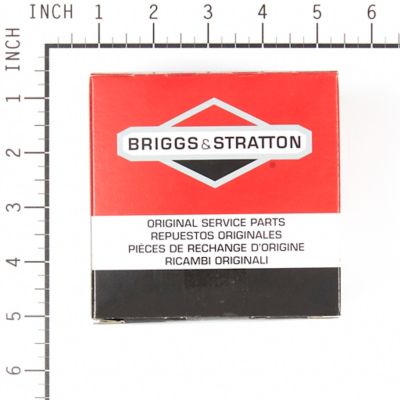 INCH 1 2 3 4 5 6
INCH
1
2
3
4
5
6
BRIGGS & STRATTON
®
ORIGINAL SERVICE PARTS
REPUESTOS ORIGINALES
PIÈCES DE RECHANGE D'ORIGINE
RICAMBI ORIGINALI